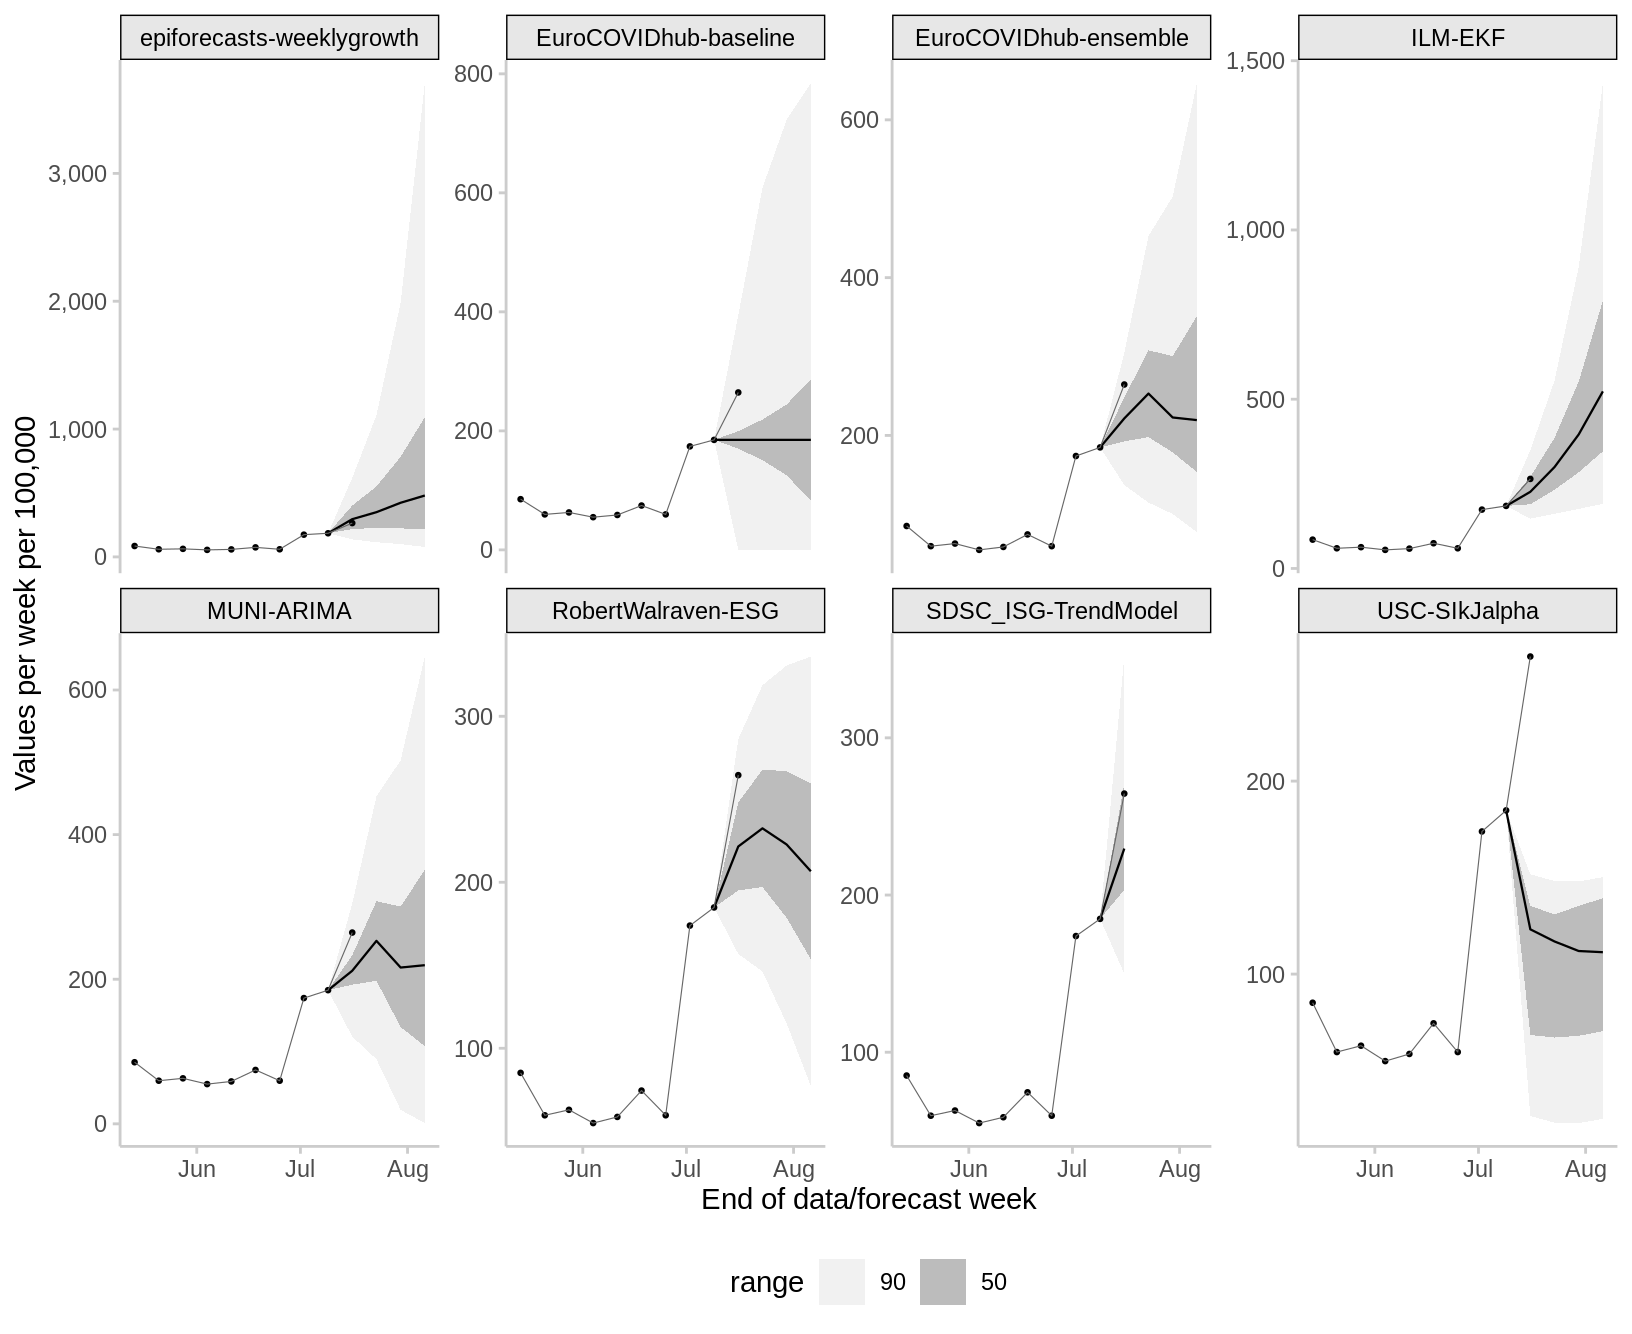 epiforecasts-weeklygrowth
EuroCOVIDhub-baseline
EuroCOVIDhub-ensemble
ILM-EKF
3,000
2,000
1,000
0
800
600
400
200
0
600
400
200
1,500
1,000
500
0
Values per week per 100,000
MUNI-ARIMA
RobertWalraven-ESG
SDSC_ISG-TrendModel
USC-SIkJalpha
600
400
200
0
300
200
100
300
200
100
200
100
Jun Jul Aug
Jun Jul Aug
Jun Jul Aug
Jun Jul Aug
End of data/forecast week
range 90 50